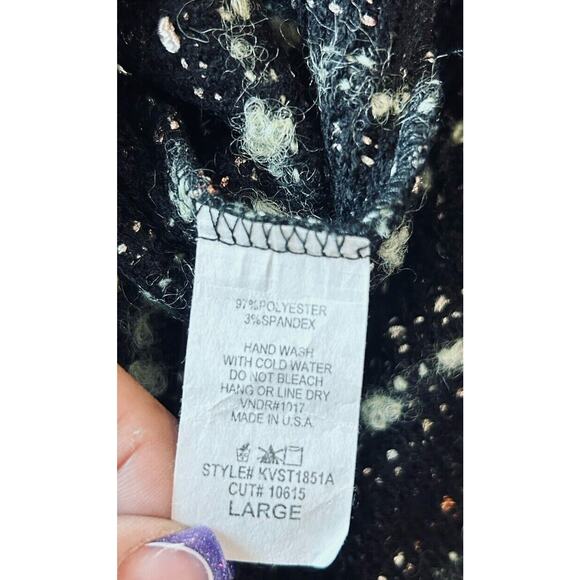 97%POLYESTER
3%SPANDEX
HAND WASH
WITH COLD WATER
DO NOT BLEACH
HANG OR LINE DRY
VNDR#1017
MADE IN U.S.A
STYLE# KVST1851A
CUT# 10615
LARGE